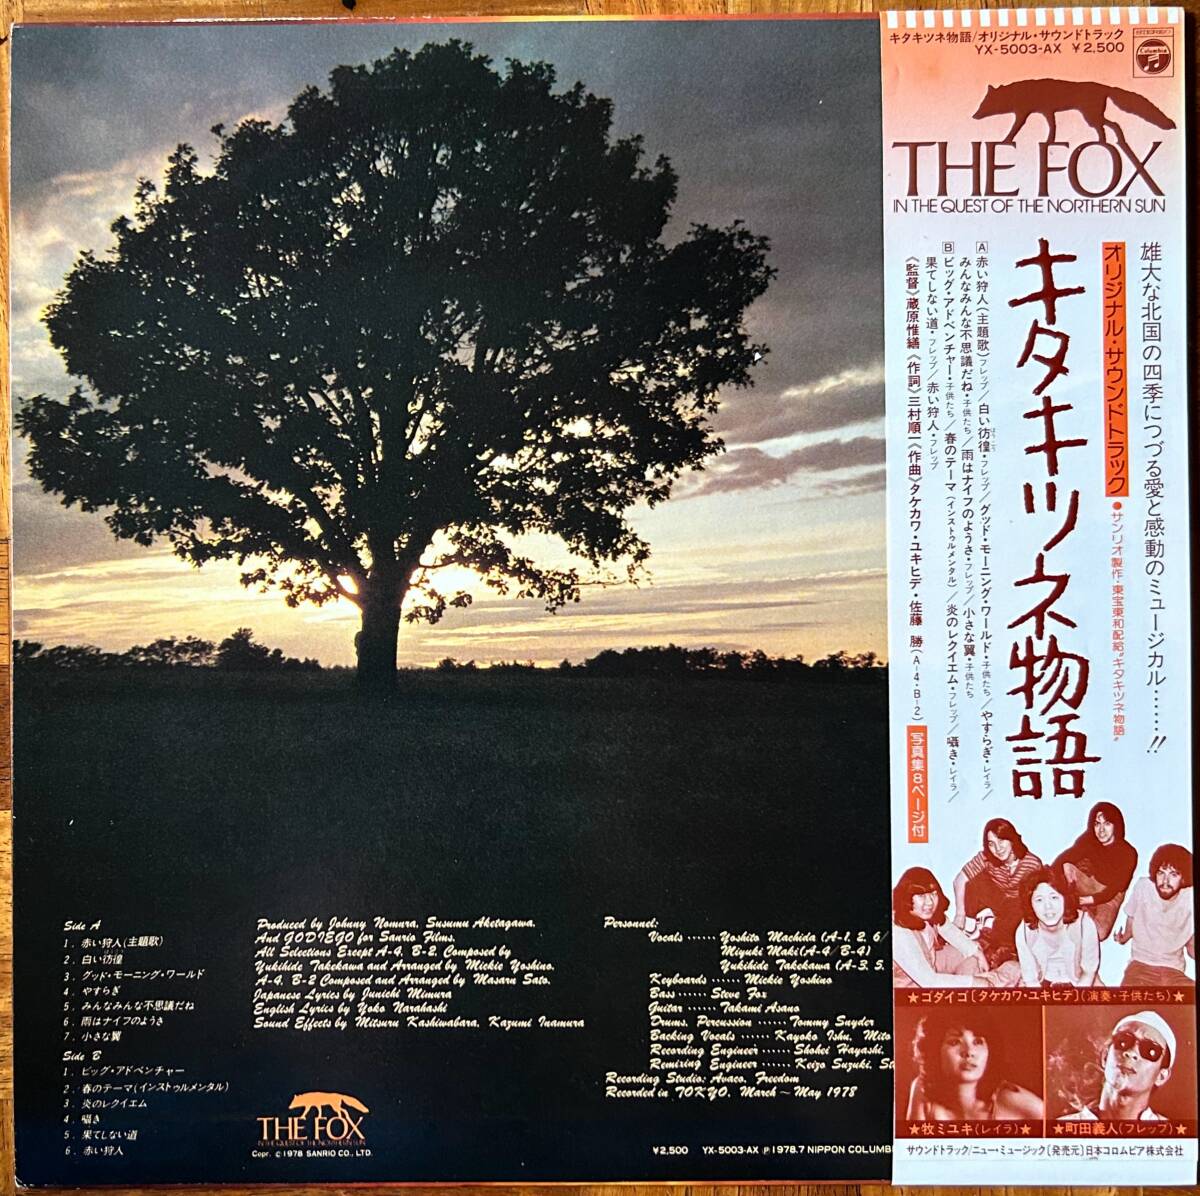 Side A
1. 赤い狩人(主題歌)
2. 白い彷徨
3. グッド・モーニング・ワールド
4. やすらぎ
5. みんなみんな不思議だね
6. 雨はナイフのようさ
7. 小さな翼
Side B
1. ビッグ・アドベンチャー
2. 春のテーマ(インストゥルメンタル)
3. 炎のレクイエム
4. 囁き
5. 果てしない道
6. 赤い狩人
Produced by Johnny Nomura, Susumu Aketagawa,
And GODIEGO for Sanrio Films.
All Selections Except A-4, B-2, Composed by
Yukihide Takekawa and Arranged by Mickie Yoshino.
A-4, B-2 Composed and Arranged by Masaru Sato.
Japanese Lyrics by Junichi Mimura
English Lyrics by Yoko Narahashi
Sound Effects by Mitsuru Kashiwabara, Kazumi Inamura
THE FOX
IN THE QUEST OF THE NORTHERN SUN
Copr. ©1978 SANRIO CO., LTD.
Personnel:
Vocals ...... Yoshito Machida (A-1, 2, 6/
Miyuki Maki (A-4/B-4)
Yukihide Takekawa (A-3, 5,
Keyboards ...... Mickie Yoshino
Bass ...... Steve Fox
Guitar ...... Takami Asano
Drums, Percussion ...... Tommy Snyder
Backing Vocals ...... Kayoko Ishu, Mito
Recording Engineer ...... Shohei Hayashi,
Remixing Engineer ...... Keizo Suzuki, St
Recording Studio: Avaco, Freedom
Recorded in TOKYO, March ~ May 1978
¥2,500 YX-5003-AX ℗1978.7 NIPPON COLUMBI
キタキツネ物語/オリジナル・サウンドトラック
YX-5003-AX ¥2,500
Columbia
THE FOX
IN THE QUEST OF THE NORTHERN SUN
雄大な北国の四季につづる愛と感動のミュージカル……!!
オリジナル・サウンドトラック ●サンリオ製作・東宝東和配給"キタキツネ物語"
キタキツネ物語
A 赤い狩人(主題歌)フレップ/白い彷徨・フレップ/グッド・モーニング・ワールド・子供たち/やすらぎ・レイラ/
みんなみんな不思議だね・子供たち/雨はナイフのようさ・フレップ/小さな翼・子供たち
B ビッグ・アドベンチャー・子供たち/春のテーマ(インストゥルメンタル)/炎のレクイエム・フレップ/囁き・レイラ/
果てしない道・フレップ/赤い狩人・フレップ
《監督》蔵原惟繕《作詞》三村順一《作曲》タケカワ・ユキヒデ・佐藤 勝(A-4・B-2)
写真集8ページ付
★ゴダイゴ〔タケカワ・ユキヒデ〕(演奏・子供たち)★
★牧ミユキ(レイラ)★
★町田義人(フレップ)★
サウンドトラック/ニュー・ミュージック〔発売元〕日本コロムビア株式会社